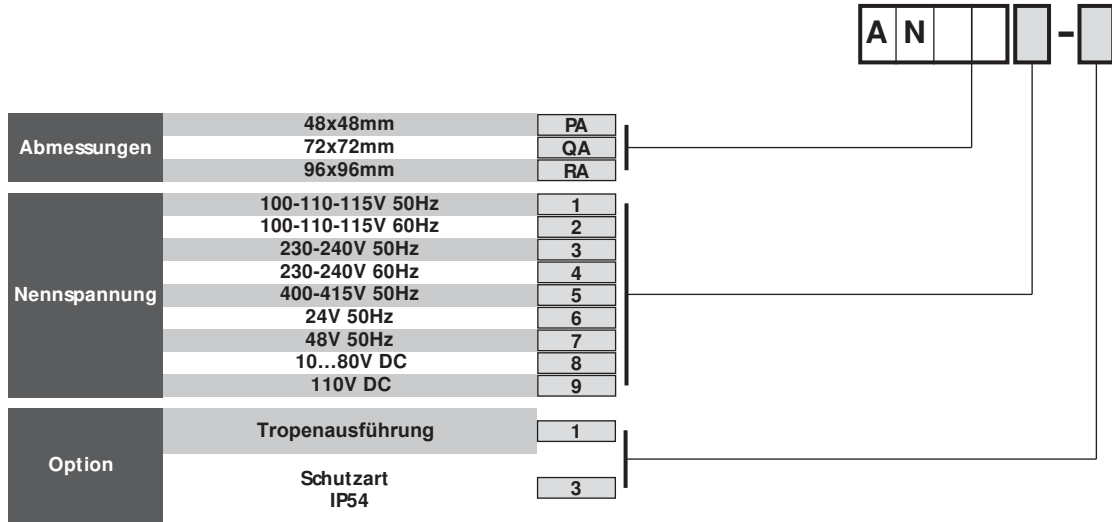 A N -
Abmessungen
48x48mm PA
72x72mm QA
96x96mm RA
Nennspannung
100-110-115V 50Hz 1
100-110-115V 60Hz 2
230-240V 50Hz 3
230-240V 60Hz 4
400-415V 50Hz 5
24V 50Hz 6
48V 50Hz 7
10...80V DC 8
110V DC 9
Option
Tropenausführung 1
Schutzart
IP54
3